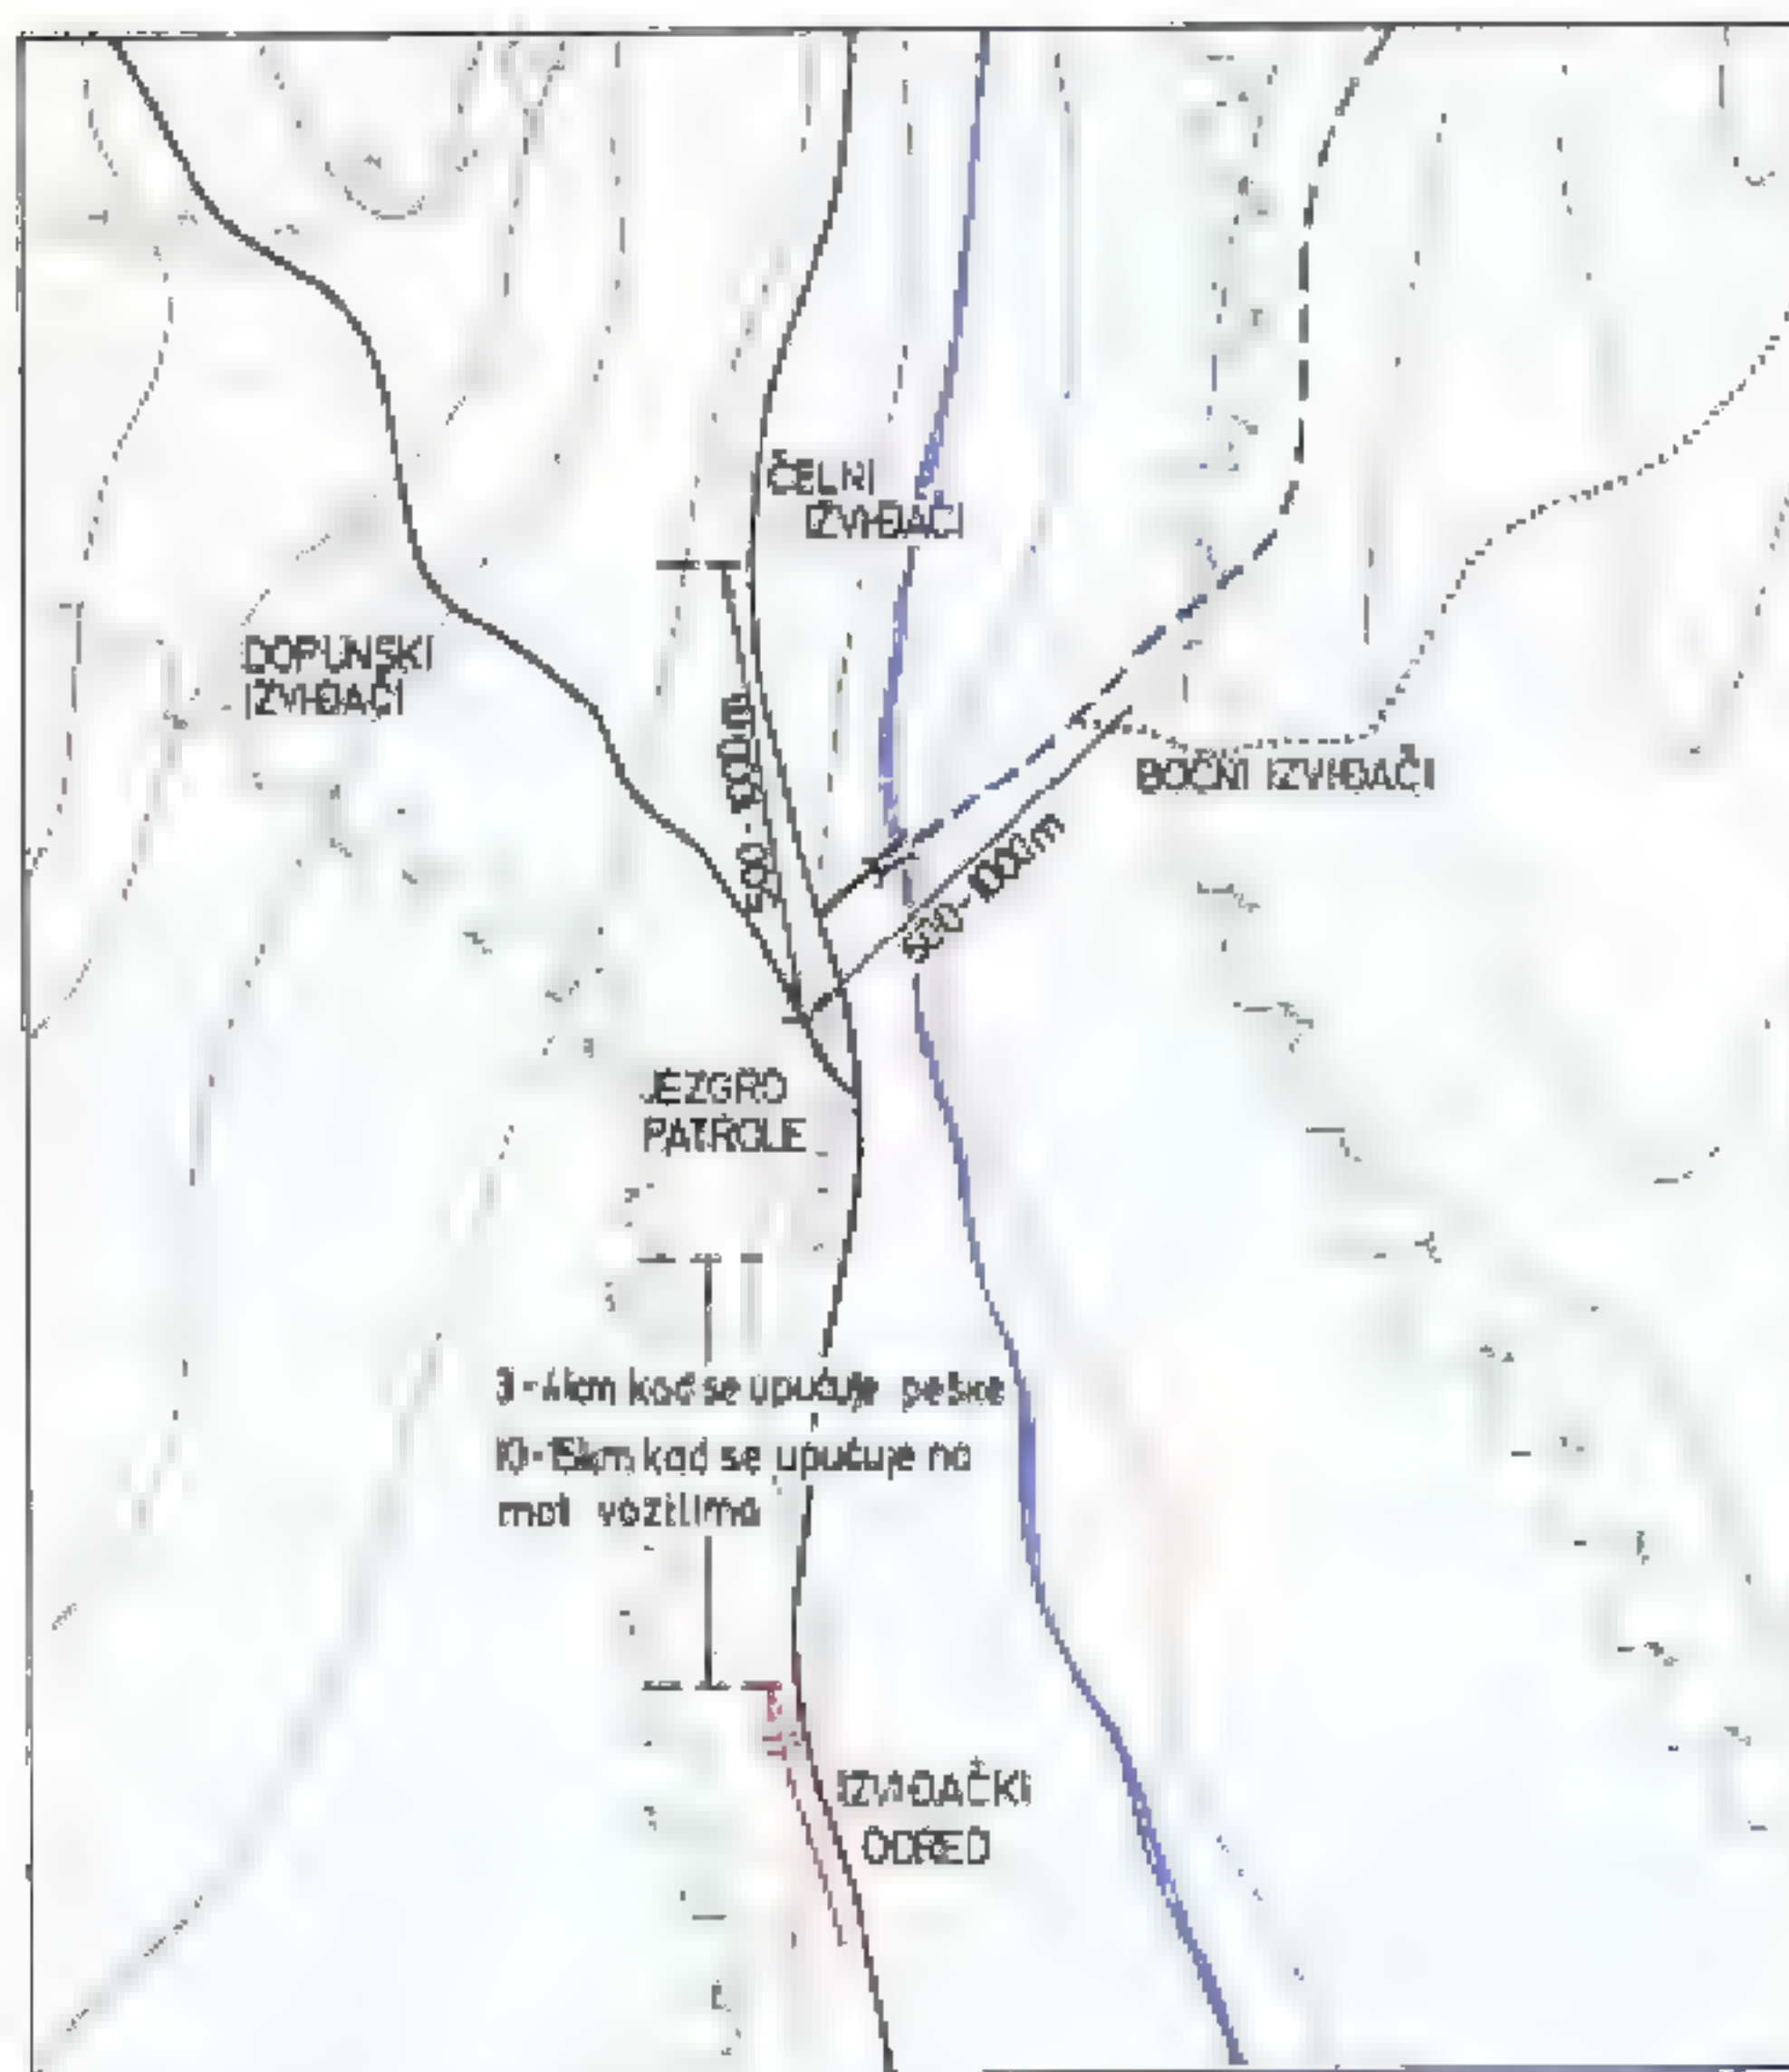 ČELNI
IZVIĐAČI
DOPUNSKI
IZVIĐAČI
500-1000m
BOČNI IZVIĐAČI
500-1000m
JEZGRO
PATROLE
3-4km kad se upućuje peške
10-15km kad se upućuje na
mot vozilima
IZVIĐAČKI
ODRED